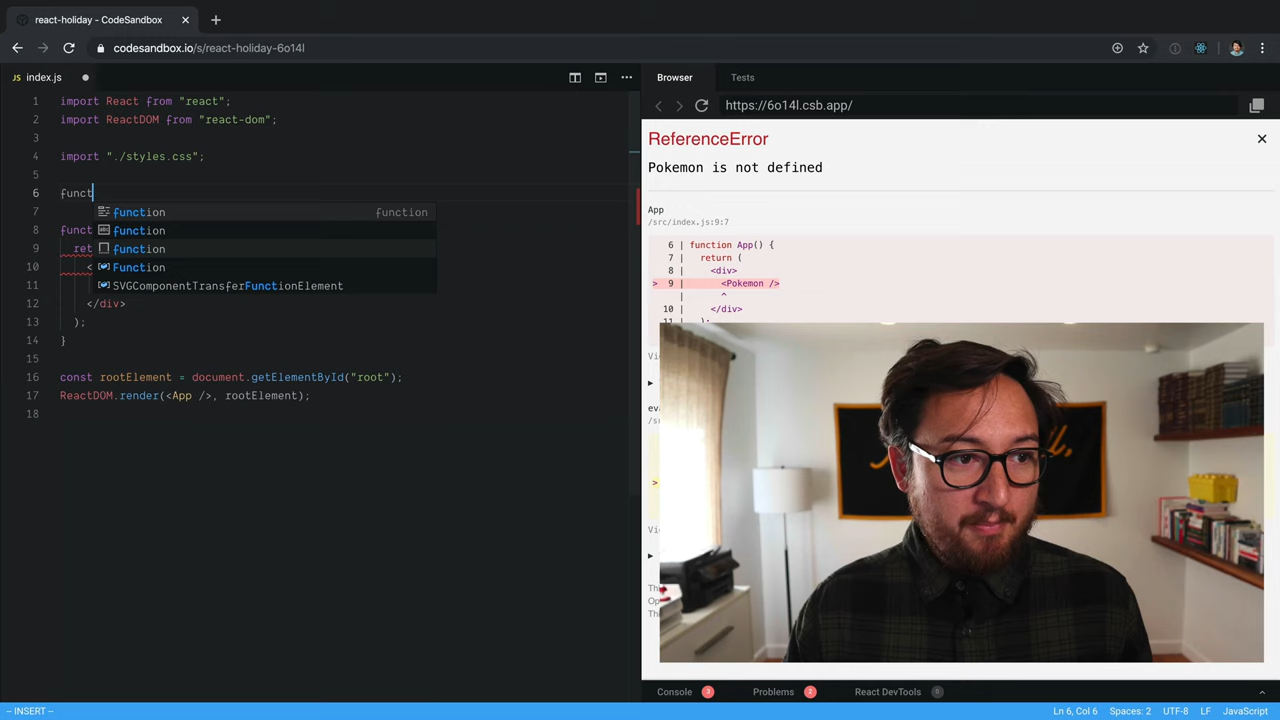 react-holiday - CodeSandbox
codesandbox.io/s/react-holiday-6o14l
JS index.js
1 import React from "react";
2 import ReactDOM from "react-dom";
3
4 import "./styles.css";
5
6 funct
7
8 funct
9 ret
10 <
11
12 </div>
13 );
14 }
15
16 const rootElement = document.getElementById("root");
17 ReactDOM.render(<App />, rootElement);
18
function function
function
function
Function
SVGComponentTransferFunctionElement
Browser Tests
https://6o14l.csb.app/
ReferenceError
Pokemon is not defined
App
/src/index.js:9:7
6 | function App() {
7 | return (
8 | <div>
> 9 | <Pokemon />
| ^
10 | </div>
11 | );
Console 3 Problems 2 React DevTools 0
-- INSERT --
Ln 6, Col 6 Spaces: 2 UTF-8 LF JavaScript